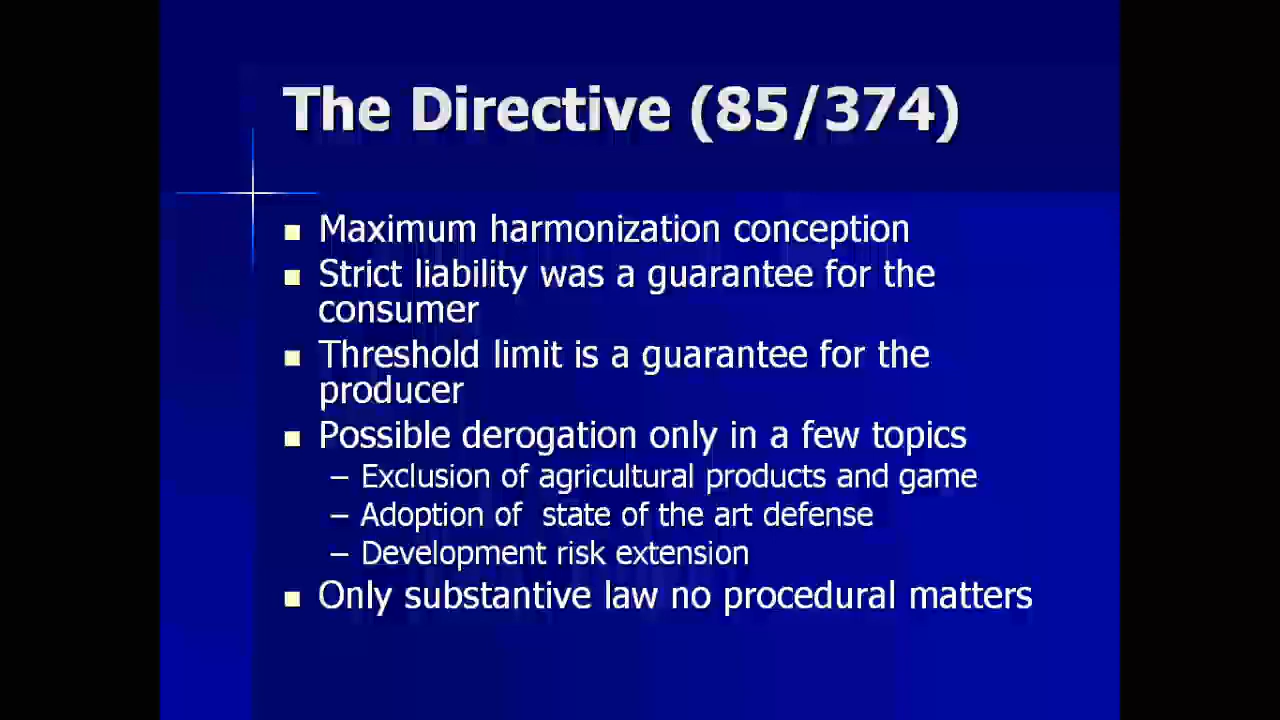 The Directive (85/374)
Maximum harmonization conception
Strict liability was a guarantee for the
consumer
Threshold limit is a guarantee for the
producer
Possible derogation only in a few topics
– Exclusion of agricultural products and game
– Adoption of  state of the art defense
– Development risk extension
Only substantive law no procedural matters